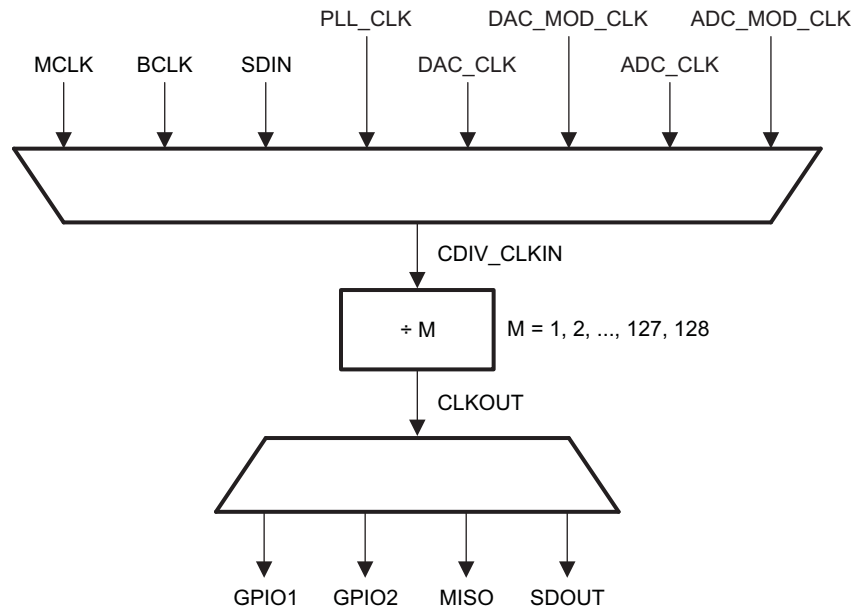 PLL_CLK DAC_MOD_CLK ADC_MOD_CLK
MCLK BCLK SDIN DAC_CLK ADC_CLK
CDIV_CLKIN
÷ M M = 1, 2, ..., 127, 128
CLKOUT
GPIO1 GPIO2 MISO SDOUT